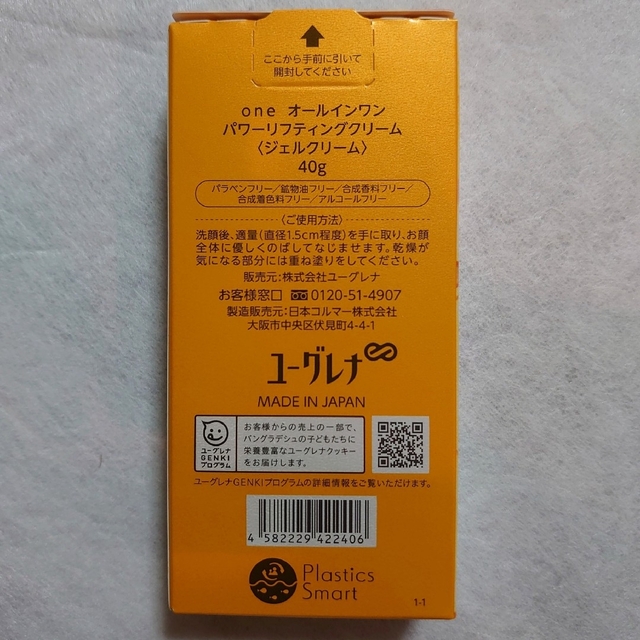 ここから手前に引いて
開封してください
one オールインワン
パワーリフティングクリーム
〈ジェルクリーム〉
40g
パラベンフリー／鉱物油フリー／合成香料フリー／
合成着色料フリー／アルコールフリー
〈ご使用方法〉
洗顔後、適量（直径1.5cm程度）を手に取り、お顔
全体に優しくのばしてなじませます。乾燥が
気になる部分には重ね塗りをしてください。
販売元：株式会社ユーグレナ
お客様窓口 0120-51-4907
製造販売元：日本コルマー株式会社
大阪市中央区伏見町4-4-1
ユーグレナ
MADE IN JAPAN
ユーグレナ
GENKI
プログラム
お客様からの売上の一部で、
バングラデシュの子どもたちに
栄養豊富なユーグレナクッキー
をお届けします。
ユーグレナGENKIプログラムの詳細情報をご覧いただけます。
4 582229 422406
Plastics
Smart
1-1